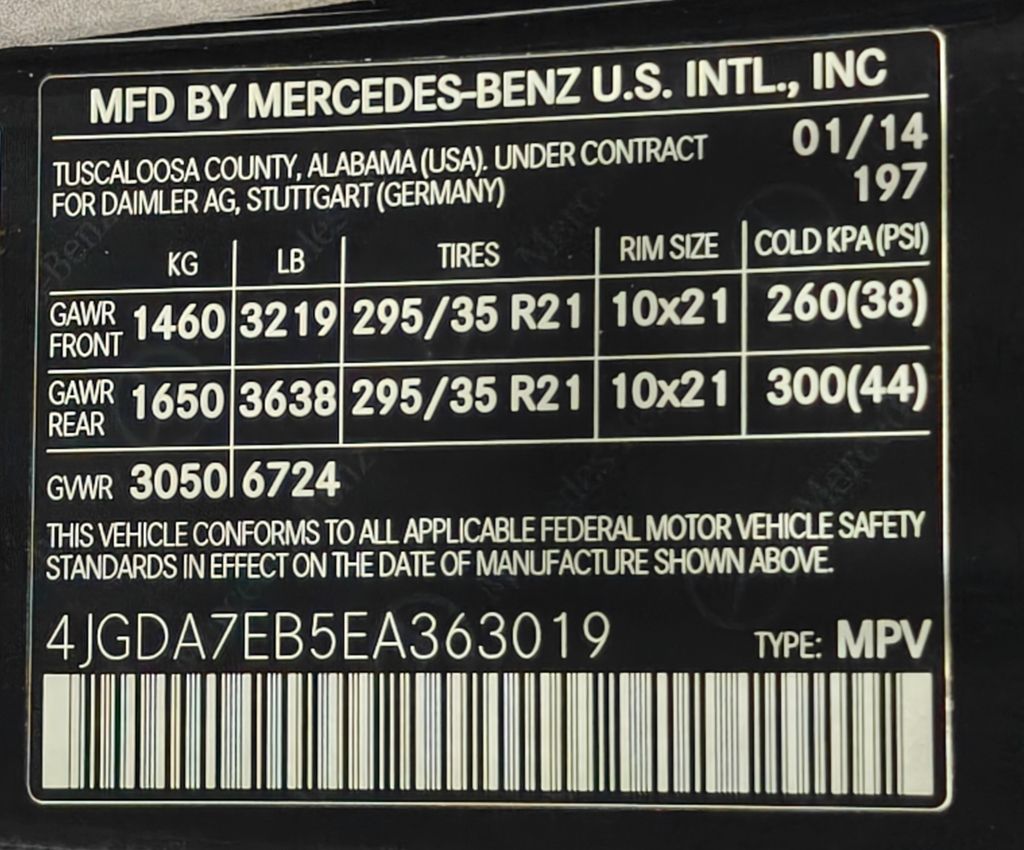 MFD BY MERCEDES-BENZ U.S. INTL., INC
01/14
TUSCALOOSA COUNTY, ALABAMA (USA). UNDER CONTRACT
FOR DAIMLER AG, STUTTGART (GERMANY)
197
KG LB TIRES RIM SIZE COLD KPA (PSI)
GAWR FRONT 1460 3219 295/35 R21 10x21 260(38)
GAWR REAR 1650 3638 295/35 R21 10x21 300(44)
GVWR 3050 6724
THIS VEHICLE CONFORMS TO ALL APPLICABLE FEDERAL MOTOR VEHICLE SAFETY
STANDARDS IN EFFECT ON THE DATE OF MANUFACTURE SHOWN ABOVE.
4JGDA7EB5EA363019 TYPE: MPV